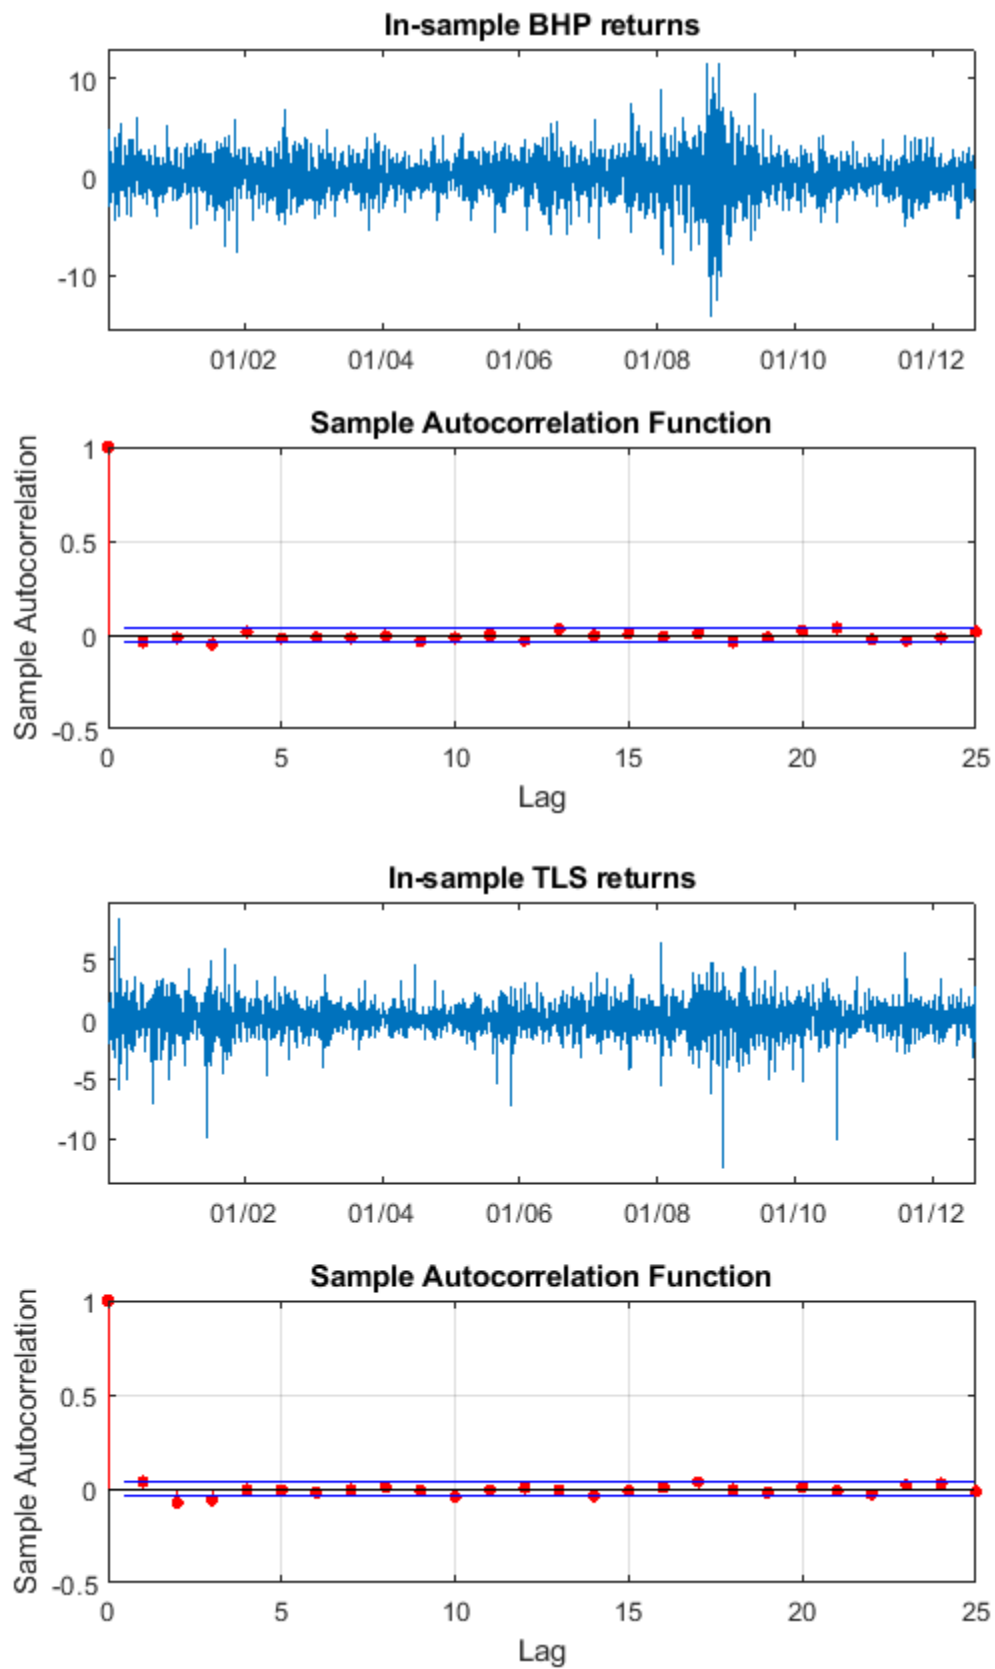 In-sample BHP returns
10
0
-10
01/02 01/04 01/06 01/08 01/10 01/12
Sample Autocorrelation Function
Sample Autocorrelation
1
0.5
0
-0.5
0 5 10 15 20 25
Lag
In-sample TLS returns
5
0
-5
-10
01/02 01/04 01/06 01/08 01/10 01/12
Sample Autocorrelation Function
Sample Autocorrelation
1
0.5
0
-0.5
0 5 10 15 20 25
Lag